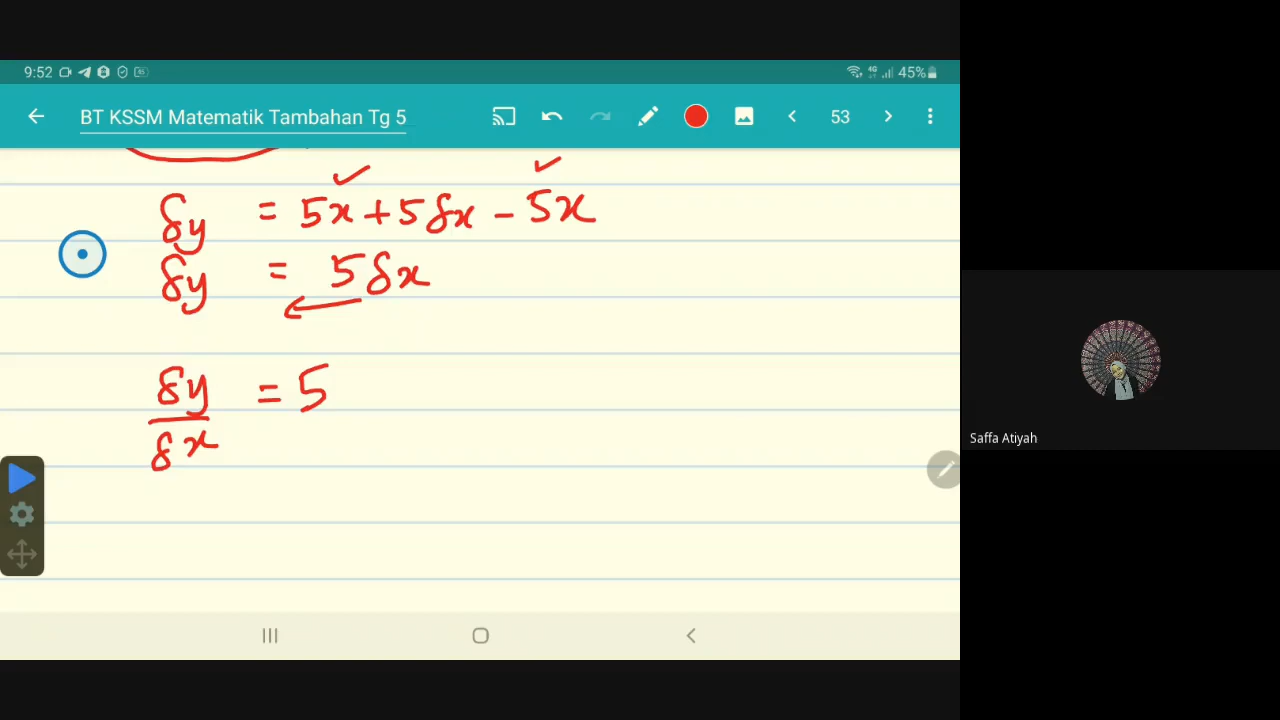 9:52 45%
BT KSSM Matematik Tambahan Tg 5 53
δy = 5x + 5δx - 5x
δy = 5δx
δy/δx = 5
Saffa Atiyah